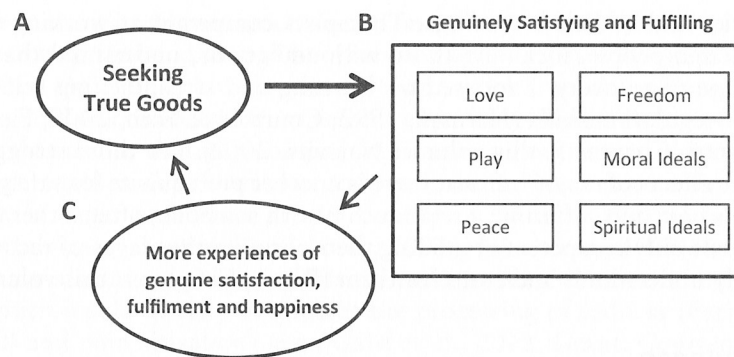 A
B
Genuinely Satisfying and Fulfilling
Seeking
True Goods
Love
Freedom
Play
Moral Ideals
Peace
Spiritual Ideals
C
More experiences of
genuine satisfaction,
fulfilment and happiness